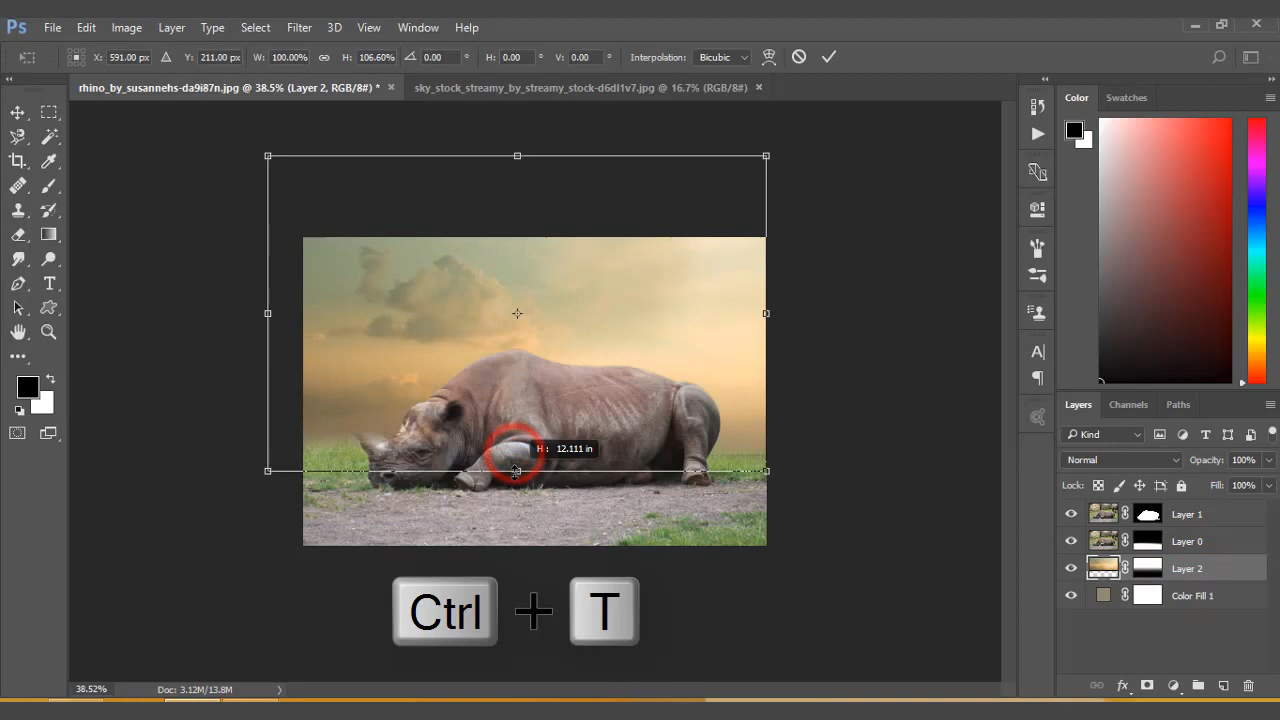 Ps File Edit Image Layer Type Select Filter 3D View Window Help
X: 591.00 px Y: 211.00 px W: 100.00% H: 106.60% 0.00 ° H: 0.00 ° V: 0.00 ° Interpolation: Bicubic
rhino_by_susannehs-da9i87n.jpg @ 38.5% (Layer 2, RGB/8#) * × sky_stock_streamy_by_streamy_stock-d6dl1v7.jpg @ 16.7% (RGB/8#) ×
Color Swatches
H: 12.111 in
Layers Channels Paths
Kind
Normal Opacity: 100%
Lock: Fill: 100%
Layer 1
Layer 0
Layer 2
Color Fill 1
Ctrl + T
38.52% Doc: 3.12M/13.8M